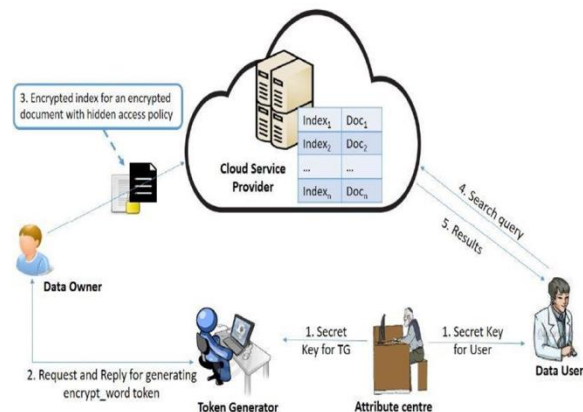 3. Encrypted index for an encrypted
document with hidden access policy
Index1 Doc1
Index2 Doc2
... ...
Indexn Docn
Cloud Service
Provider
4. Search query
5. Results
Data Owner
1. Secret
Key for TG
1. Secret Key
for User
Data User
2. Request and Reply for generating
encrypt_word token
Token Generator
Attribute centre